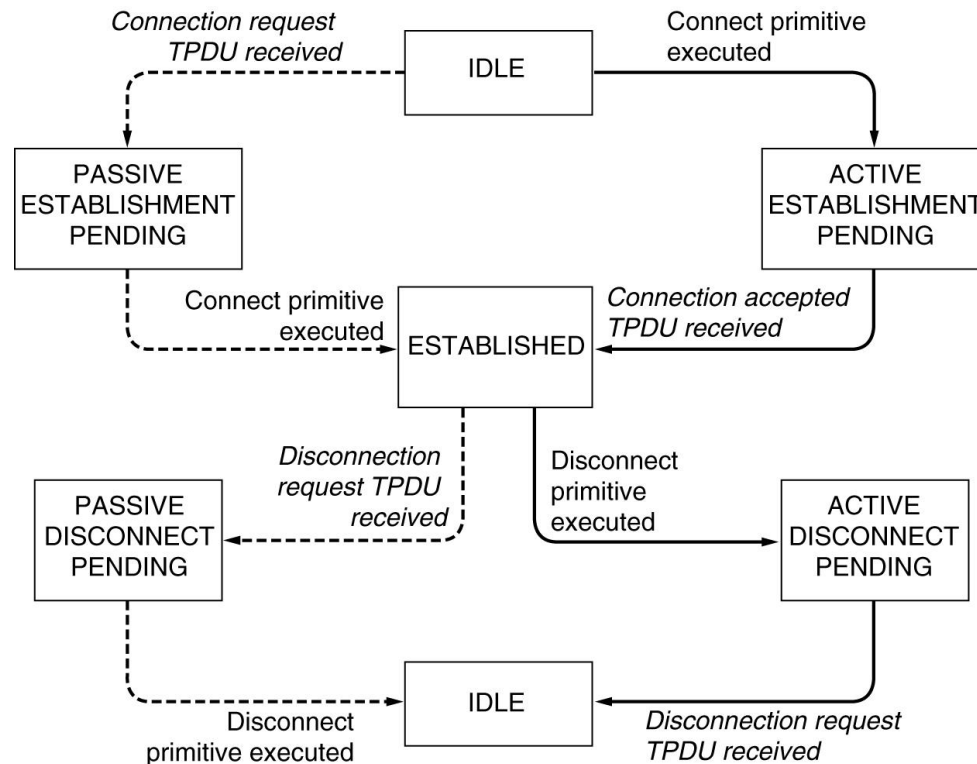 Connection request
TPDU received
IDLE
Connect primitive
executed
PASSIVE
ESTABLISHMENT
PENDING
ACTIVE
ESTABLISHMENT
PENDING
Connect primitive
executed
ESTABLISHED
Connection accepted
TPDU received
Disconnection
request TPDU
received
Disconnect
primitive
executed
PASSIVE
DISCONNECT
PENDING
ACTIVE
DISCONNECT
PENDING
IDLE
Disconnect
primitive executed
Disconnection request
TPDU received